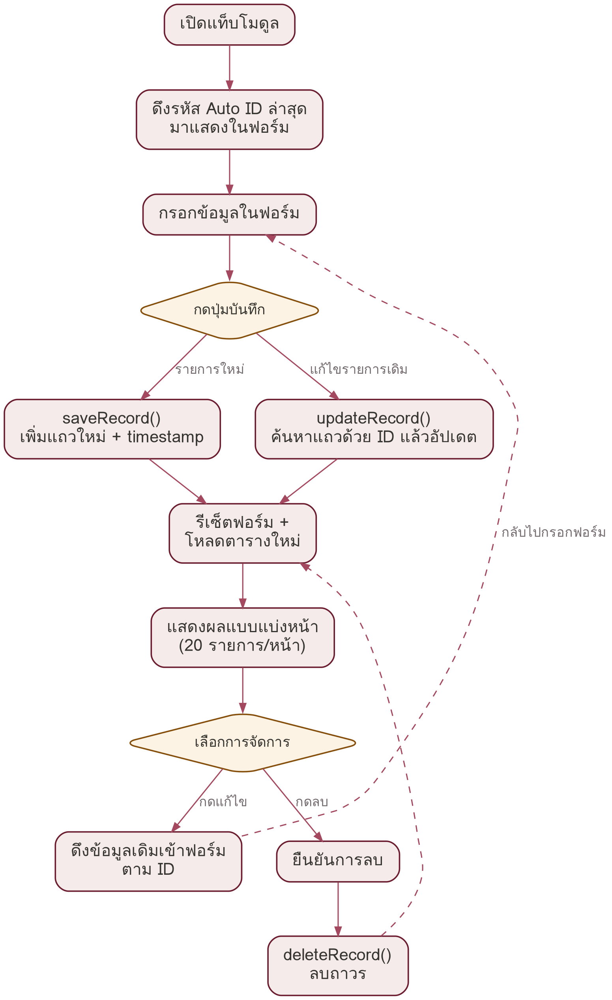 เปิดแท็บโมดูล
ดึงรหัส Auto ID ล่าสุด
มาแสดงในฟอร์ม
กรอกข้อมูลในฟอร์ม
กดปุ่มบันทึก
รายการใหม่
แก้ไขรายการเดิม
saveRecord()
เพิ่มแถวใหม่ + timestamp
updateRecord()
ค้นหาแถวด้วย ID แล้วอัปเดต
รีเซ็ตฟอร์ม +
โหลดตารางใหม่
กลับไปกรอกฟอร์ม
แสดงผลแบบแบ่งหน้า
(20 รายการ/หน้า)
เลือกการจัดการ
กดแก้ไข
กดลบ
ดึงข้อมูลเดิมเข้าฟอร์ม
ตาม ID
ยืนยันการลบ
deleteRecord()
ลบถาวร